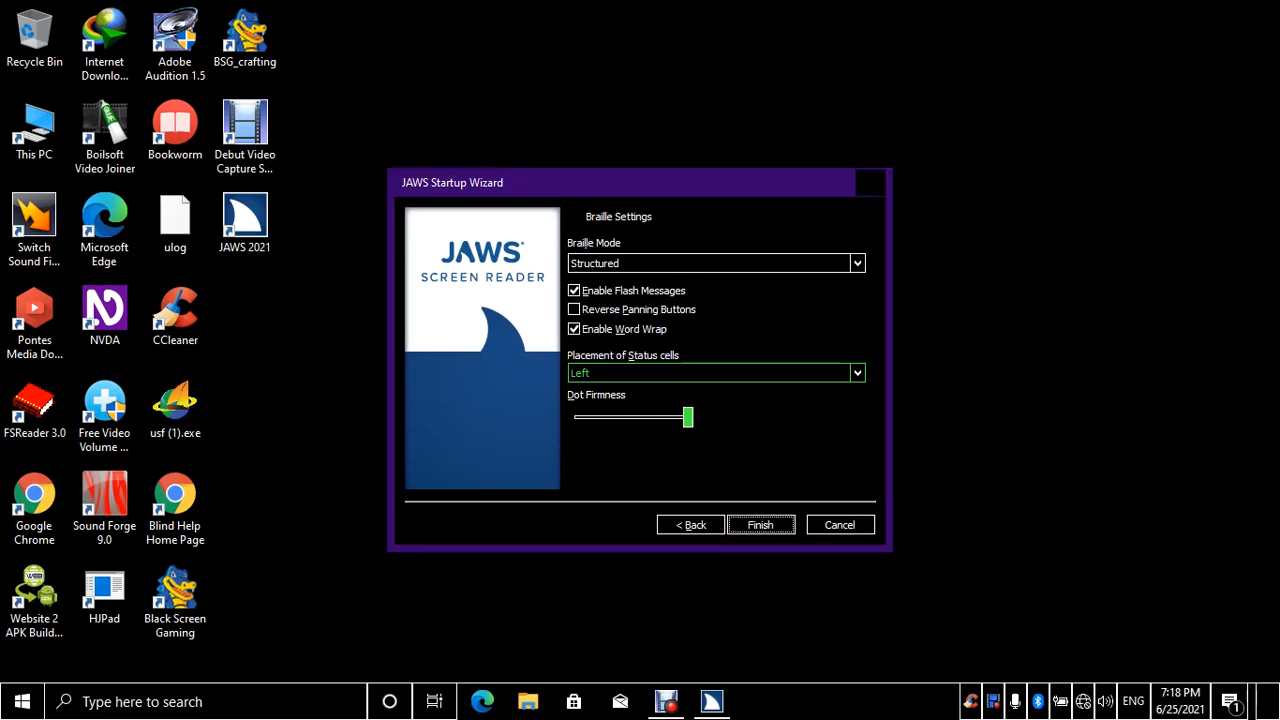 Recycle Bin
Internet
Downlo...
Adobe
Audition 1.5
BSG_crafting
This PC
Boilsoft
Video Joiner
Bookworm
Debut Video
Capture S...
Switch
Sound Fi...
Microsoft
Edge
ulog
JAWS 2021
Pontes
Media Do...
NVDA
CCleaner
FSReader 3.0
Free Video
Volume ...
usf (1).exe
Google
Chrome
Sound Forge
9.0
Blind Help
Home Page
Website 2
APK Build...
HJPad
Black Screen
Gaming
JAWS Startup Wizard
JAWS
SCREEN READER
Braille Settings
Braille Mode
Structured
Enable Flash Messages
Reverse Panning Buttons
Enable Word Wrap
Placement of Status cells
Left
Dot Firmness
< Back
Finish
Cancel
Type here to search
ENG
7:18 PM
6/25/2021
1